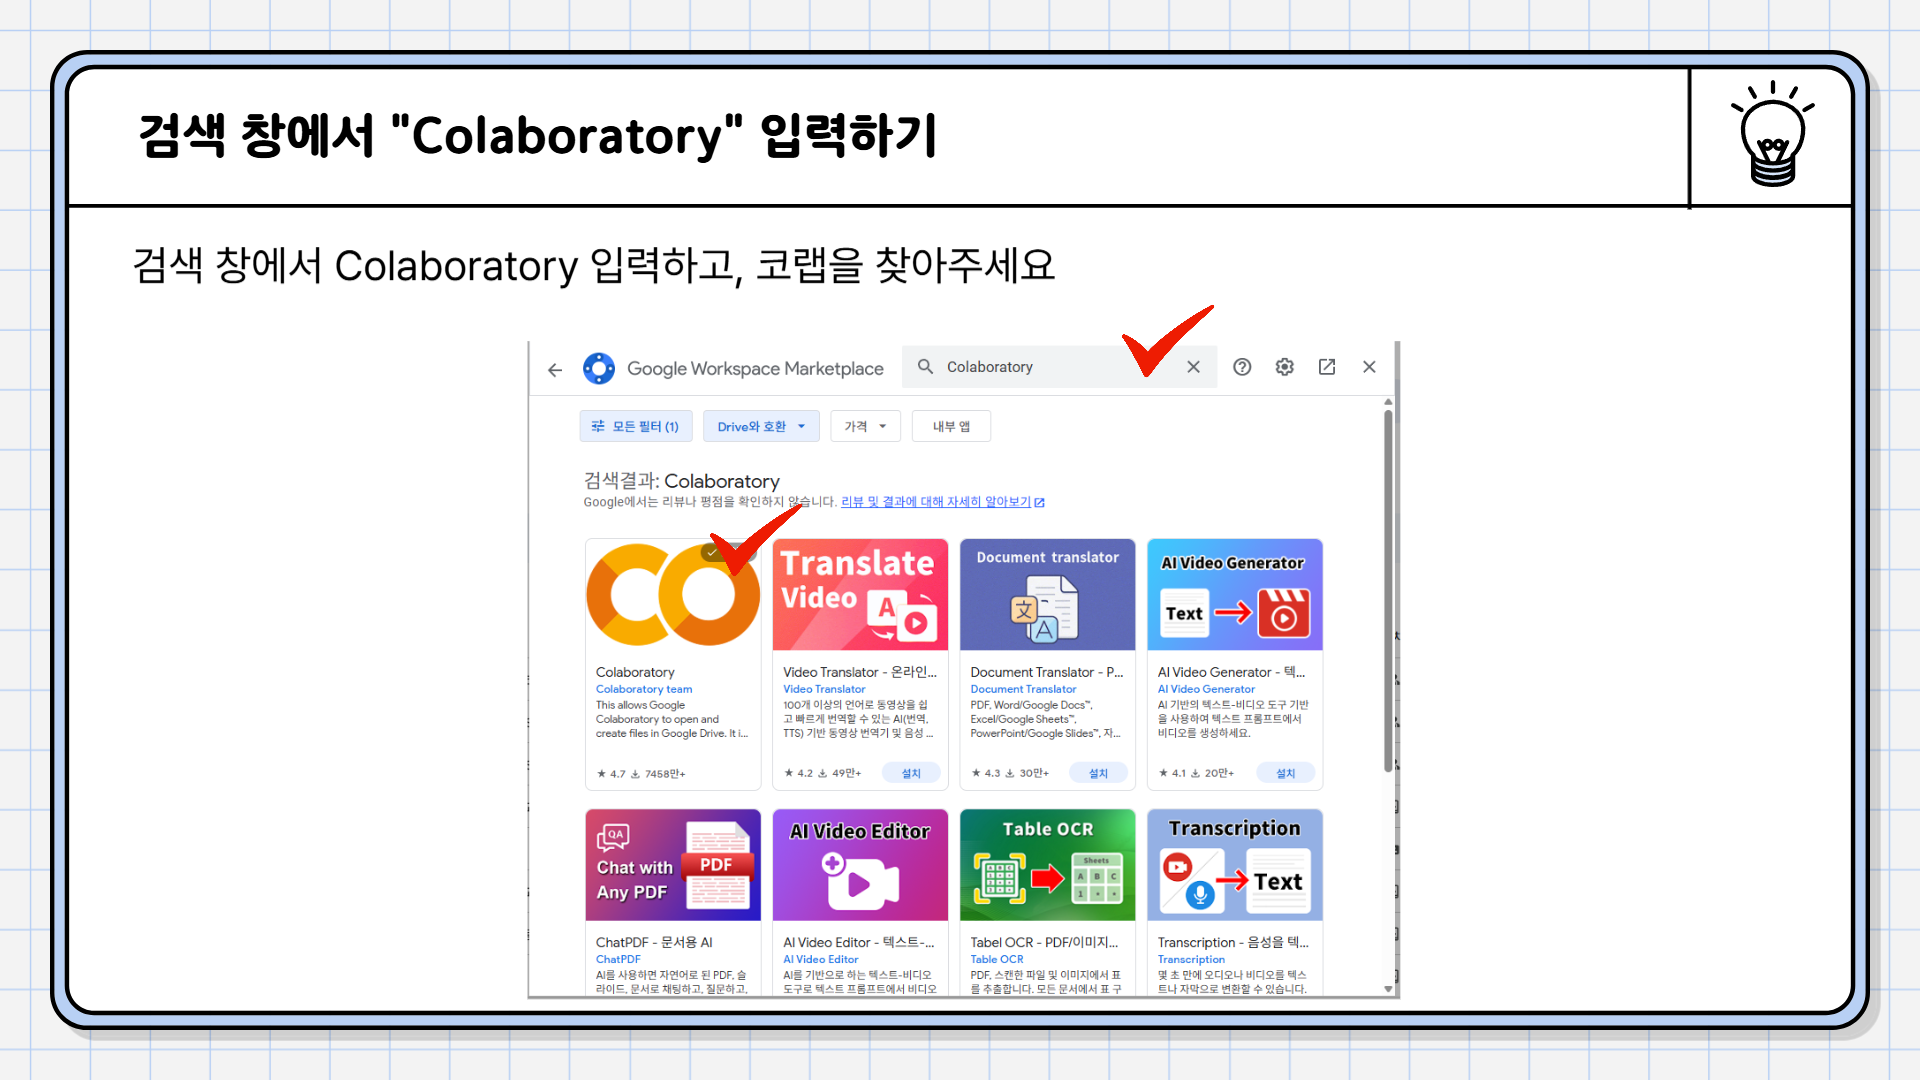 검색 창에서 "Colaboratory" 입력하기
검색 창에서 Colaboratory 입력하고, 코랩을 찾아주세요
Google Workspace Marketplace
Colaboratory
모든 필터 (1)
Drive와 호환
가격
내부 앱
검색결과: Colaboratory
Google에서는 리뷰나 평점을 확인하지 않습니다. 리뷰 및 결과에 대해 자세히 알아보기
Translate
Video
A
Document translator
文
A
AI Video Generator
Text
Colaboratory
Colaboratory team
This allows Google
Colaboratory to open and
create files in Google Drive. It i...
4.7 7458만+
Video Translator - 온라인...
Video Translator
100개 이상의 언어로 동영상을 쉽
고 빠르게 번역할 수 있는 AI(번역,
TTS) 기반 동영상 번역기 및 음성 ...
4.2 49만+ 설치
Document Translator - P...
Document Translator
PDF, Word/Google Docs™,
Excel/Google Sheets™,
PowerPoint/Google Slides™, 자...
4.3 30만+ 설치
AI Video Generator - 텍...
AI Video Generator
AI 기반의 텍스트-비디오 도구 기반
을 사용하여 텍스트 프롬프트에서
비디오를 생성하세요.
4.1 20만+ 설치
QA
Chat with
Any PDF
PDF
AI Video Editor
Table OCR
Sheets
A B C
1 + +
Transcription
Text
ChatPDF - 문서용 AI
ChatPDF
AI를 사용하면 자연어로 된 PDF, 슬
라이드, 문서로 채팅하고, 질문하고,
AI Video Editor - 텍스트-...
AI Video Editor
AI를 기반으로 하는 텍스트-비디오
도구로 텍스트 프롬프트에서 비디오
Tabel OCR - PDF/이미지...
Table OCR
PDF, 스캔한 파일 및 이미지에서 표
를 추출합니다. 모든 문서에서 표 구
Transcription - 음성을 텍...
Transcription
몇 초 만에 오디오나 비디오를 텍스
트나 자막으로 변환할 수 있습니다.